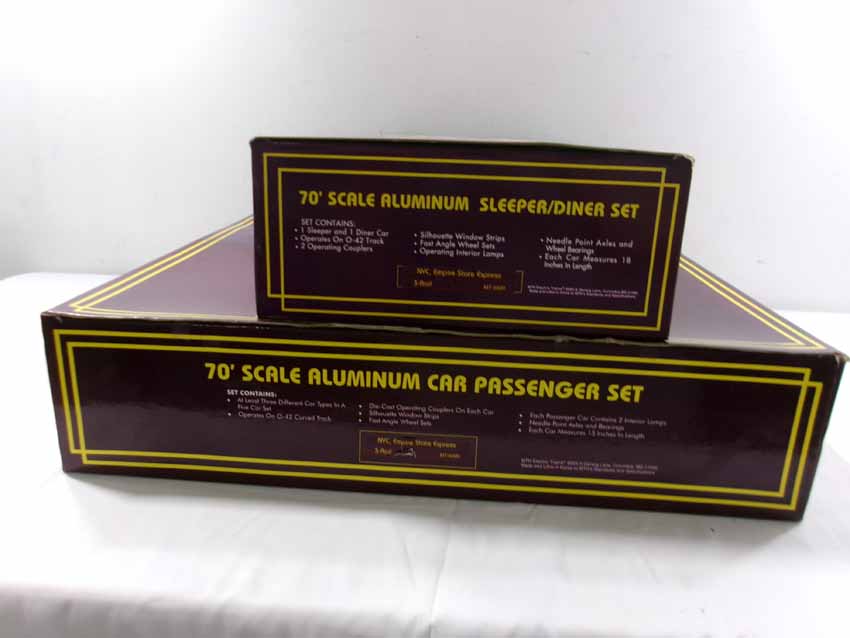 70' SCALE ALUMINUM SLEEPER/DINER SET
SET CONTAINS:
• 1 Sleeper and 1 Diner Car
• Operates On O-42 Track
• 2 Operating Couplers
• Silhouette Window Strips
• Fast Angle Wheel Sets
• Operating Interior Lamps
• Needle Point Axles and
Wheel Bearings
• Each Car Measures 18
Inches In Length
NYC, Empire State Express
3-Rail
70' SCALE ALUMINUM CAR PASSENGER SET
SET CONTAINS:
• At Least Three Different Car Types In A
Five Car Set
• Operates On O-42 Curved Track
• Die-Cast Operating Couplers On Each Car
• Silhouette Window Strips
• Fast Angle Wheel Sets
• Each Passenger Car Contains 2 Interior Lamps
• Needle Point Axles and Bearings
• Each Car Measures 15 Inches In Length
NYC, Empire State Express
3-Rail